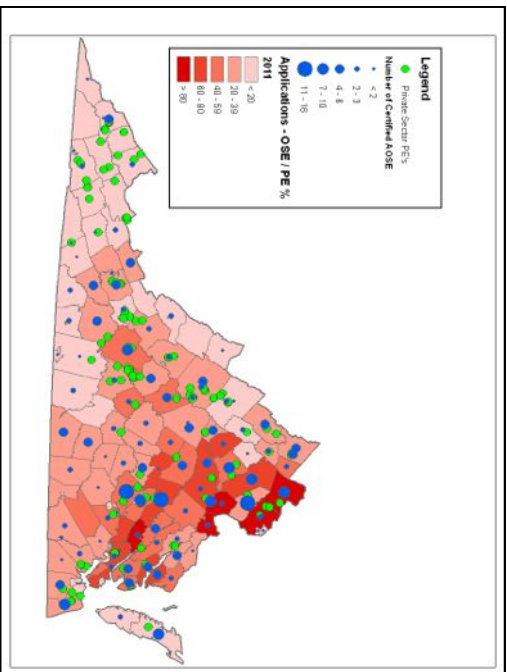 Legend
Private Sector PE's
Number of Certified AOSE
< 2
2 - 3
4 - 6
7 - 10
11 - 16
Applications - OSE / PE %
2011
< 20
20 - 39
40 - 59
60 - 80
> 80